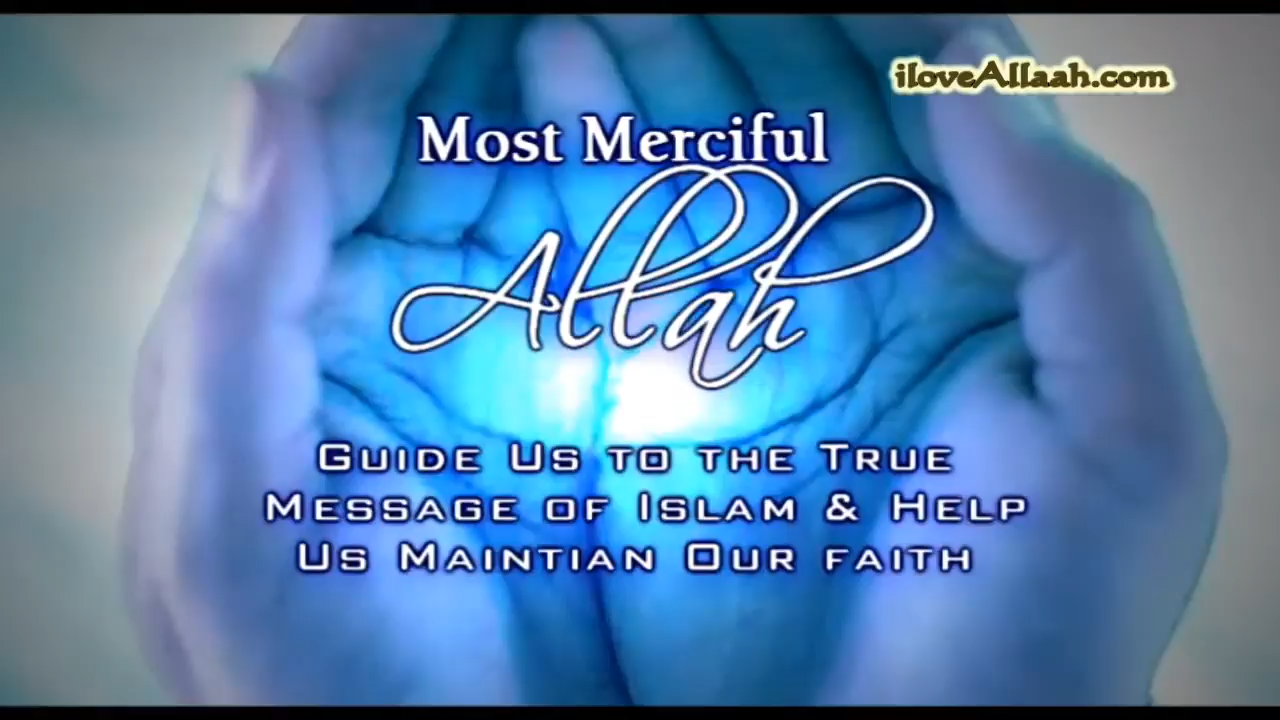 iloveAllaah.com
Most Merciful
Allah
Guide Us to the True
Message of Islam & Help
Us Maintian Our faith